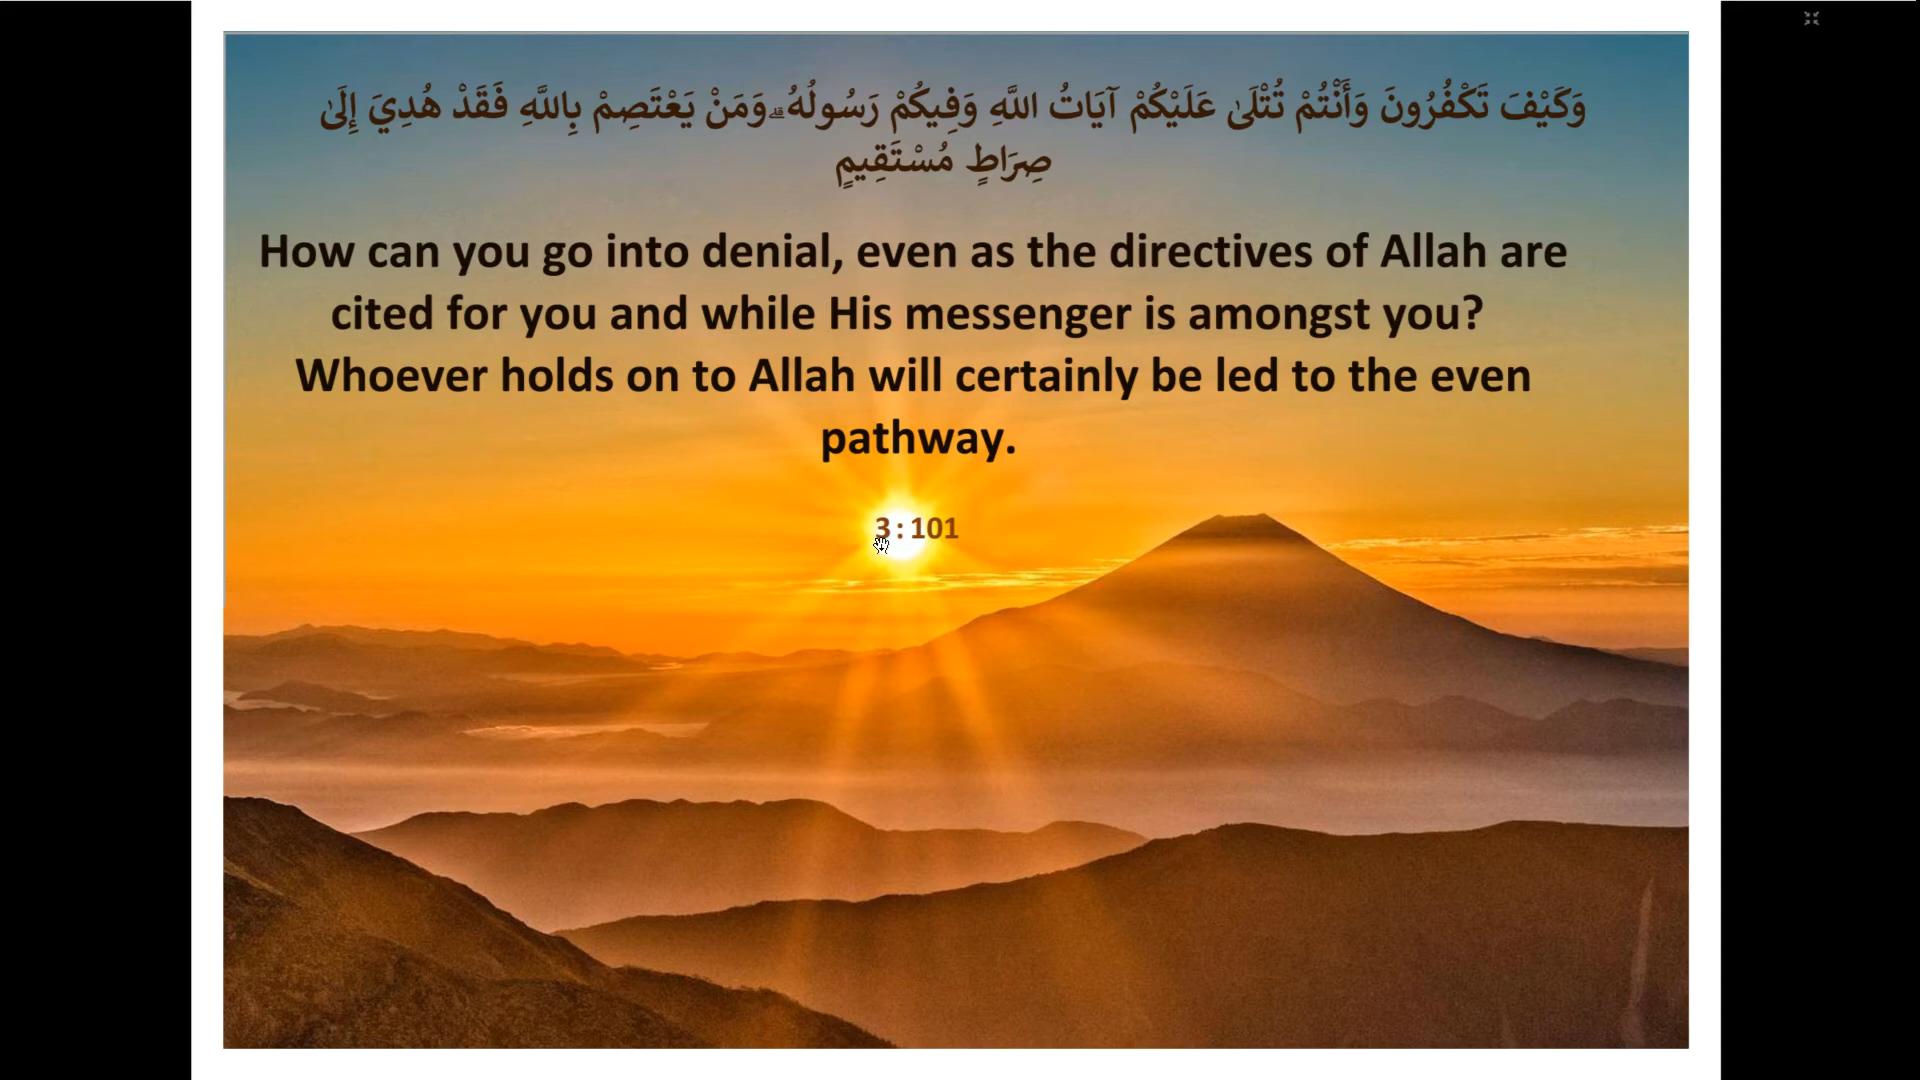 وَكَيْفَ تَكْفُرُونَ وَأَنْتُمْ تُتْلَىٰ عَلَيْكُمْ آيَاتُ اللَّهِ وَفِيكُمْ رَسُولُهُ ۗ وَمَنْ يَعْتَصِمْ بِاللَّهِ فَقَدْ هُدِيَ إِلَىٰ
صِرَاطٍ مُسْتَقِيمٍ
How can you go into denial, even as the directives of Allah are
cited for you and while His messenger is amongst you?
Whoever holds on to Allah will certainly be led to the even
pathway.
3:101